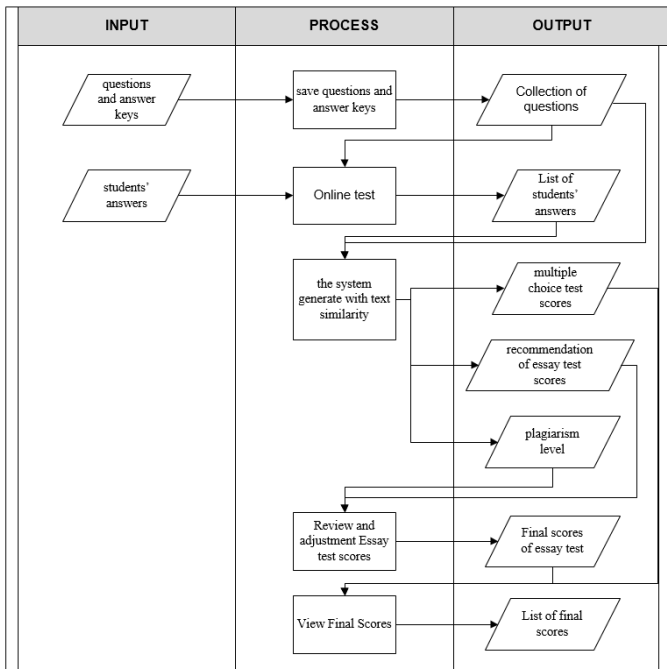 INPUT
PROCESS
OUTPUT
questions
and answer
keys
save questions and
answer keys
Collection of
questions
students’
answers
Online test
List of
students’
answers
the system
generate with text
similarity
multiple
choice test
scores
recommendation
of essay test
scores
plagiarism
level
Review and
adjustment Essay
test scores
Final scores
of essay test
View Final Scores
List of final
scores